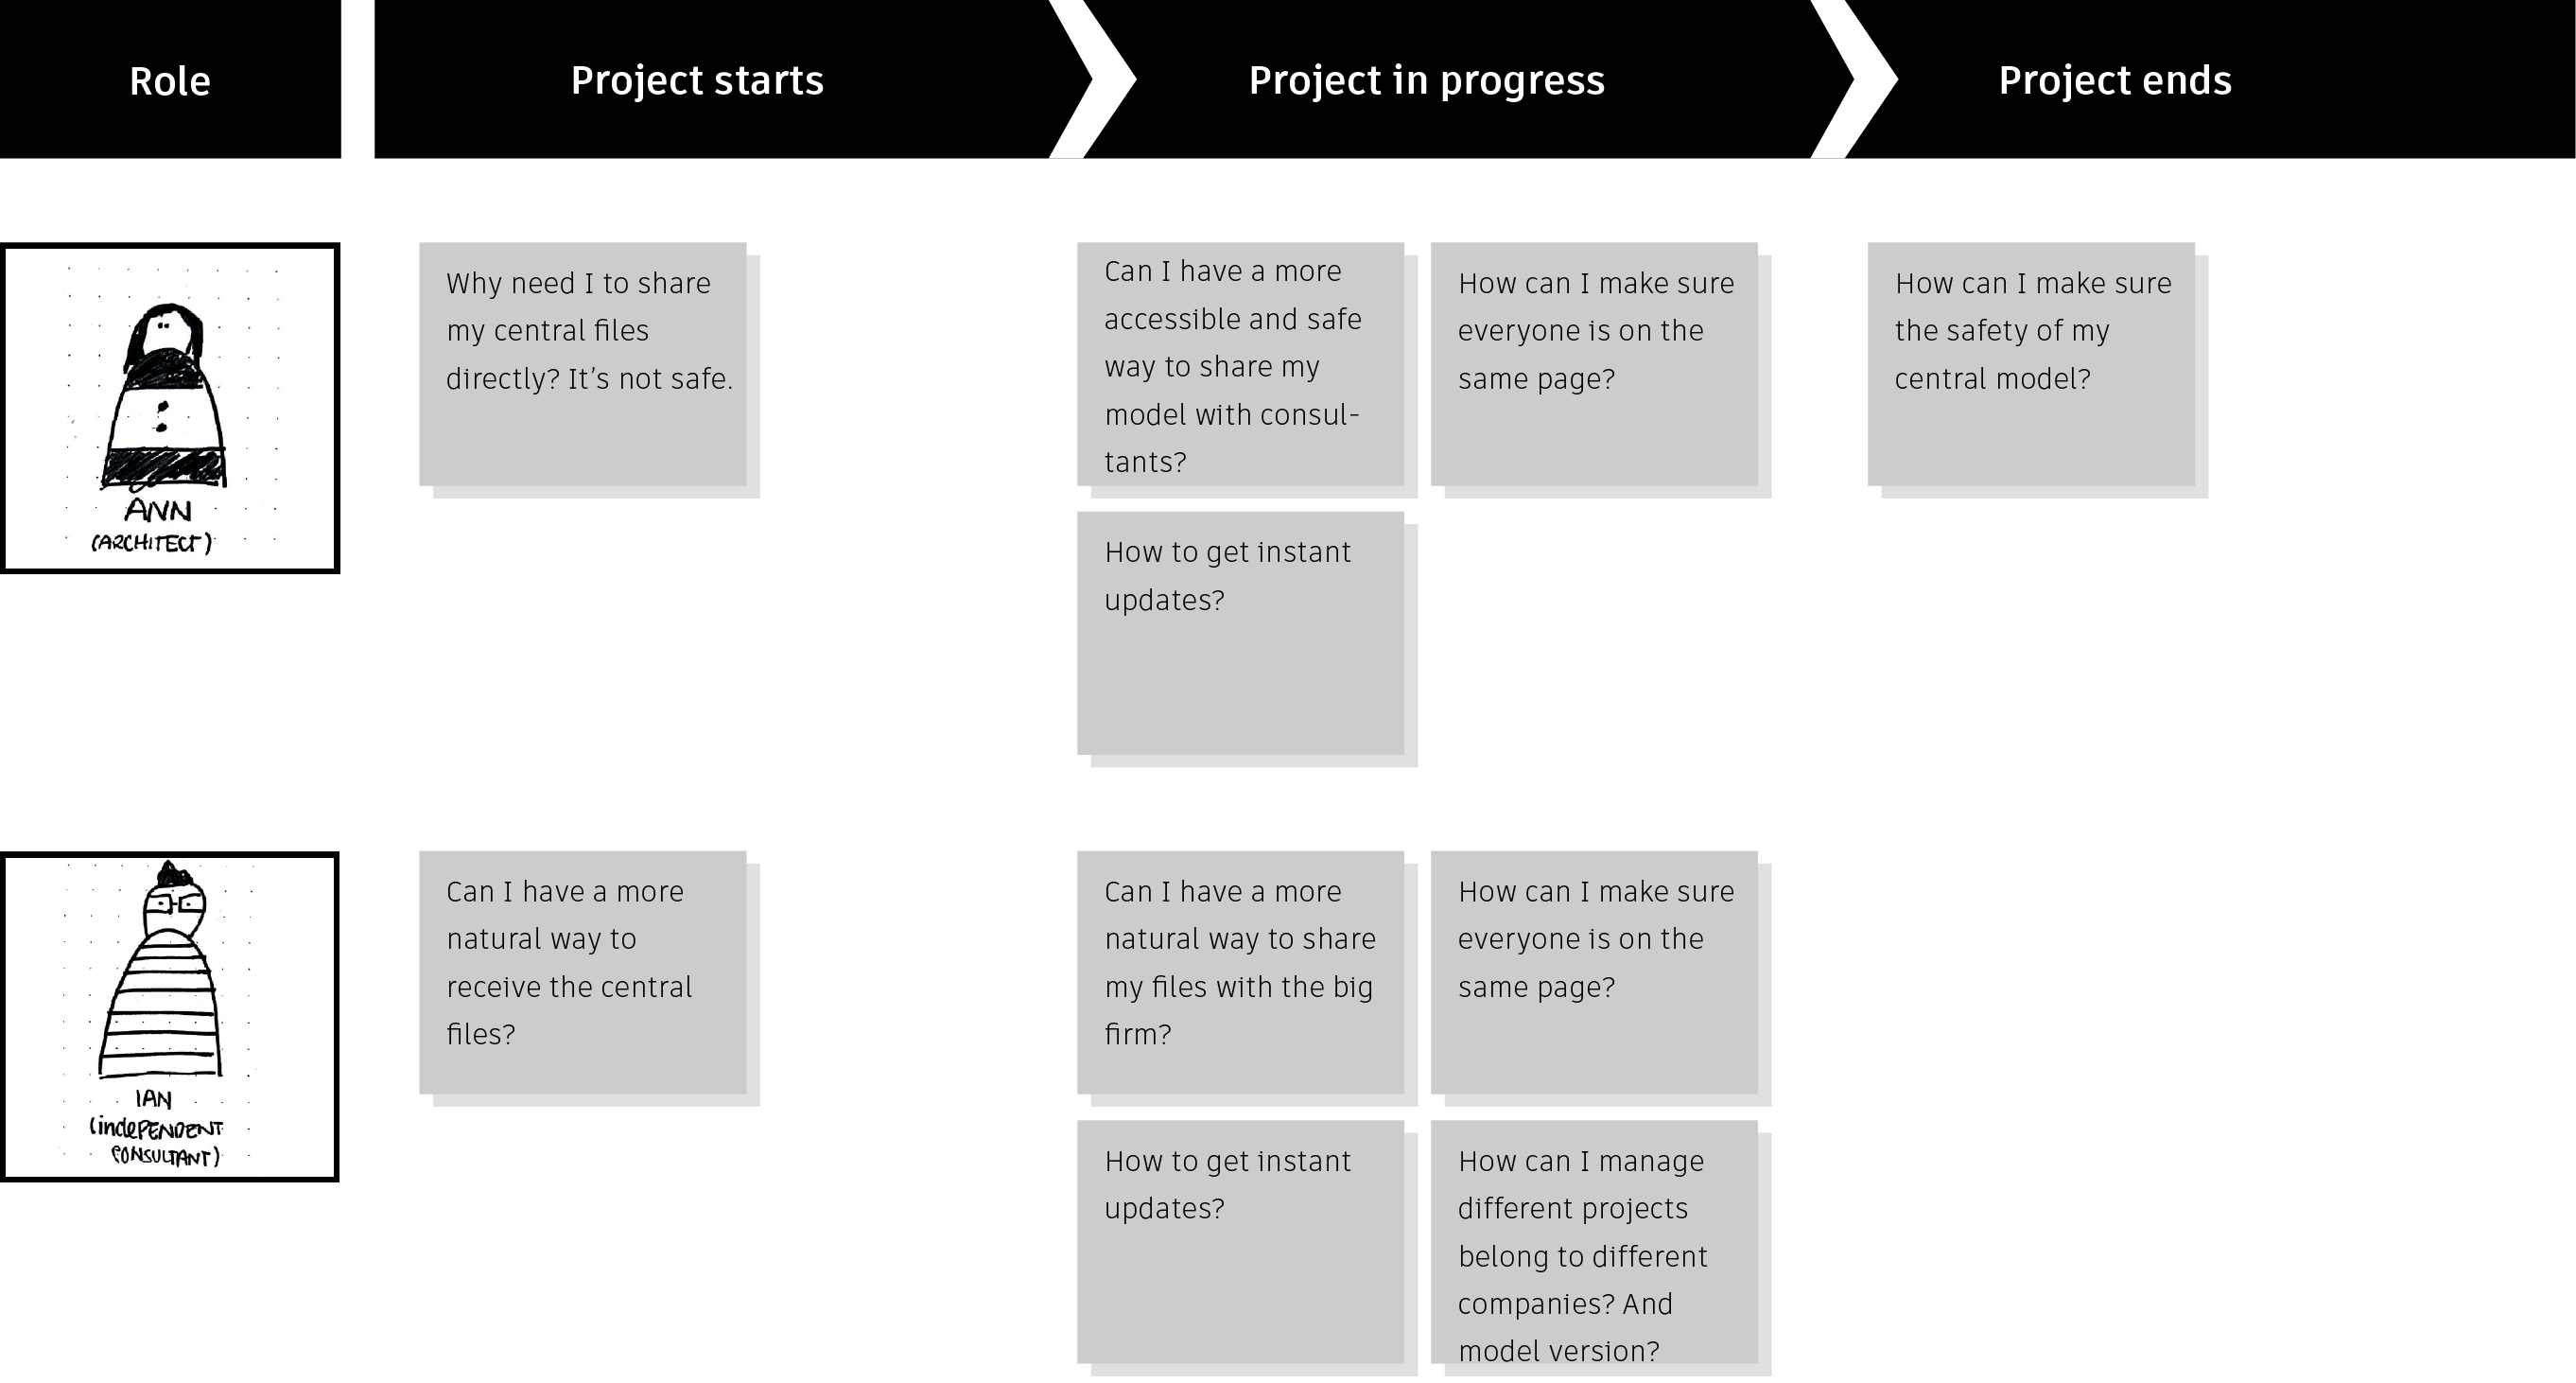 Role
Project starts
Project in progress
Project ends
ANN
(ARCHITECT)
Why need I to share
my central files
directly? It’s not safe.
Can I have a more
accessible and safe
way to share my
model with consul-
tants?
How can I make sure
everyone is on the
same page?
How to get instant
updates?
How can I make sure
the safety of my
central model?
IAN
(independent
CONSULTANT)
Can I have a more
natural way to
receive the central
files?
Can I have a more
natural way to share
my files with the big
firm?
How can I make sure
everyone is on the
same page?
How to get instant
updates?
How can I manage
different projects
belong to different
companies? And
model version?